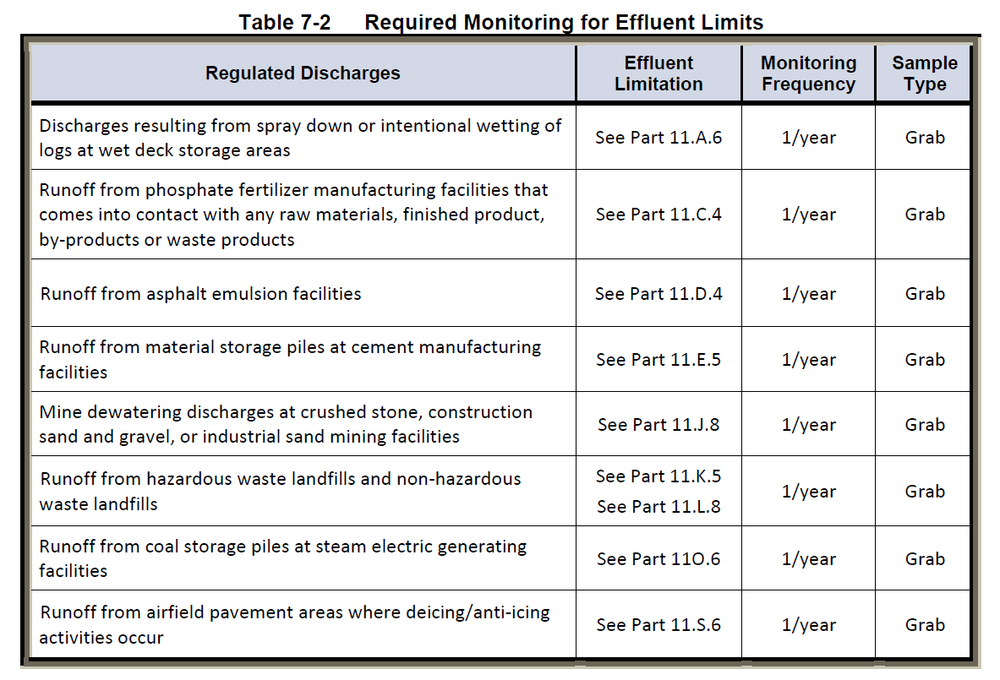 Table 7-2 Required Monitoring for Effluent Limits
Regulated Discharges
Effluent
Limitation
Monitoring
Frequency
Sample
Type
Discharges resulting from spray down or intentional wetting of
logs at wet deck storage areas
See Part 11.A.6
1/year
Grab
Runoff from phosphate fertilizer manufacturing facilities that
comes into contact with any raw materials, finished product,
by-products or waste products
See Part 11.C.4
1/year
Grab
Runoff from asphalt emulsion facilities
See Part 11.D.4
1/year
Grab
Runoff from material storage piles at cement manufacturing
facilities
See Part 11.E.5
1/year
Grab
Mine dewatering discharges at crushed stone, construction
sand and gravel, or industrial sand mining facilities
See Part 11.J.8
1/year
Grab
Runoff from hazardous waste landfills and non-hazardous
waste landfills
See Part 11.K.5
See Part 11.L.8
1/year
Grab
Runoff from coal storage piles at steam electric generating
facilities
See Part 11O.6
1/year
Grab
Runoff from airfield pavement areas where deicing/anti-icing
activities occur
See Part 11.S.6
1/year
Grab